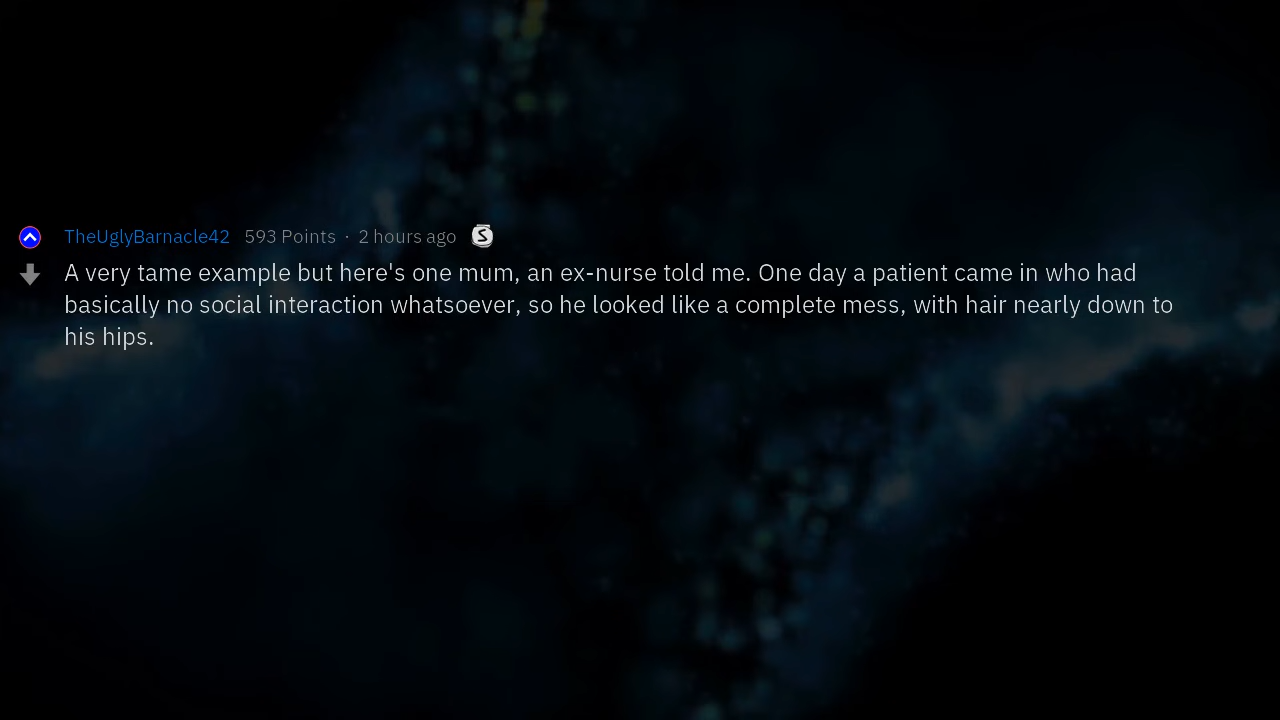 TheUglyBarnacle42 593 Points · 2 hours ago S
A very tame example but here's one mum, an ex-nurse told me. One day a patient came in who had
basically no social interaction whatsoever, so he looked like a complete mess, with hair nearly down to
his hips.